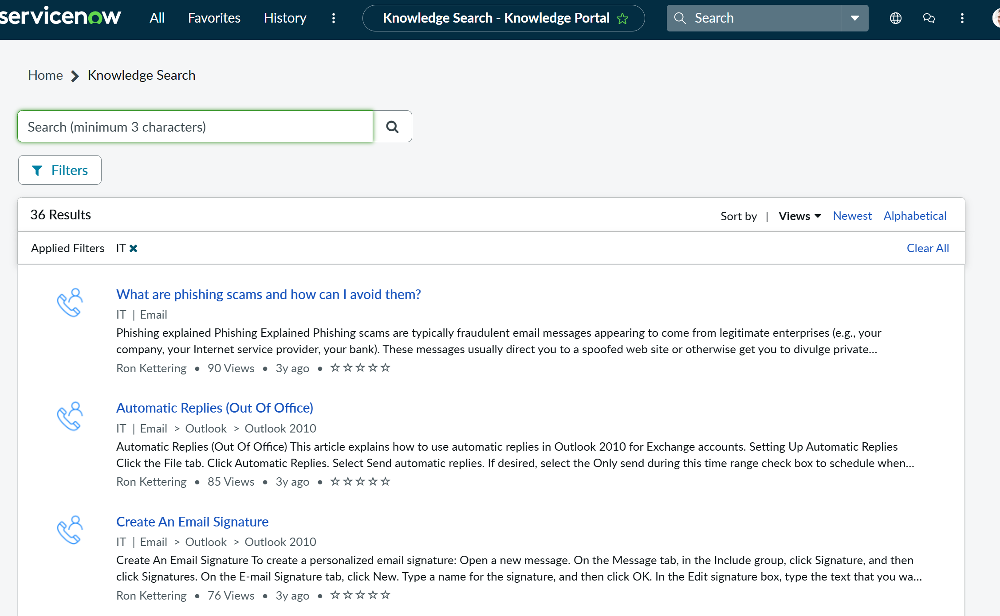 servicenow
All
Favorites
History
Knowledge Search - Knowledge Portal
Search
Home
Knowledge Search
Search (minimum 3 characters)
Filters
36 Results
Sort by | Views Newest Alphabetical
Applied Filters IT
Clear All
What are phishing scams and how can I avoid them?
IT | Email
Phishing explained Phishing Explained Phishing scams are typically fraudulent email messages appearing to come from legitimate enterprises (e.g., your
company, your Internet service provider, your bank). These messages usually direct you to a spoofed web site or otherwise get you to divulge private...
Ron Kettering • 90 Views • 3y ago •
Automatic Replies (Out Of Office)
IT | Email > Outlook > Outlook 2010
Automatic Replies (Out Of Office) This article explains how to use automatic replies in Outlook 2010 for Exchange accounts. Setting Up Automatic Replies
Click the File tab. Click Automatic Replies. Select Send automatic replies. If desired, select the Only send during this time range check box to schedule when...
Ron Kettering • 85 Views • 3y ago •
Create An Email Signature
IT | Email > Outlook > Outlook 2010
Create An Email Signature To create a personalized email signature: Open a new message. On the Message tab, in the Include group, click Signature, and then
click Signatures. On the E-mail Signature tab, click New. Type a name for the signature, and then click OK. In the Edit signature box, type the text that you wa...
Ron Kettering • 76 Views • 3y ago •